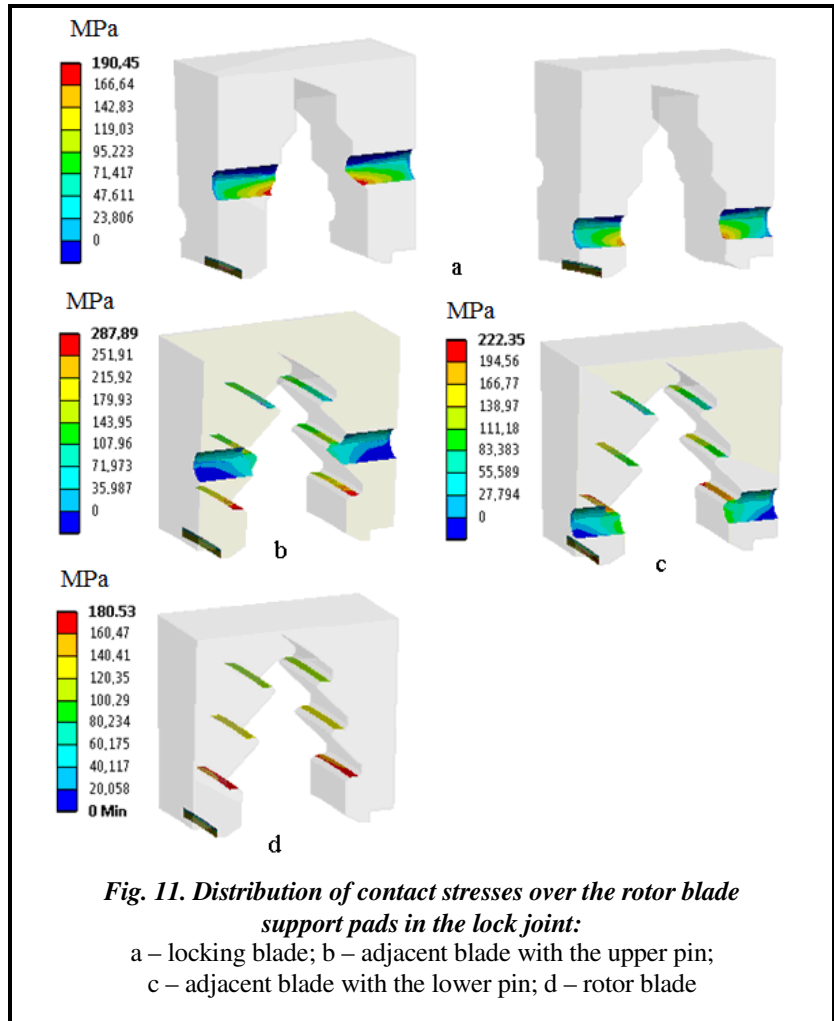 MPa
190,45
166,64
142,83
119,03
95,223
71,417
47,611
23,806
0
a
MPa
287,89
251,91
215,92
179,93
143,95
107,96
71,973
35,987
0
b
MPa
222.35
194,56
166,77
138,97
111,18
83,383
55,589
27,794
0
c
MPa
180.53
160,47
140,41
120,35
100,29
80,234
60,175
40,117
20,058
0 Min
d
Fig. 11. Distribution of contact stresses over the rotor blade
support pads in the lock joint:
a – locking blade; b – adjacent blade with the upper pin;
c – adjacent blade with the lower pin; d – rotor blade